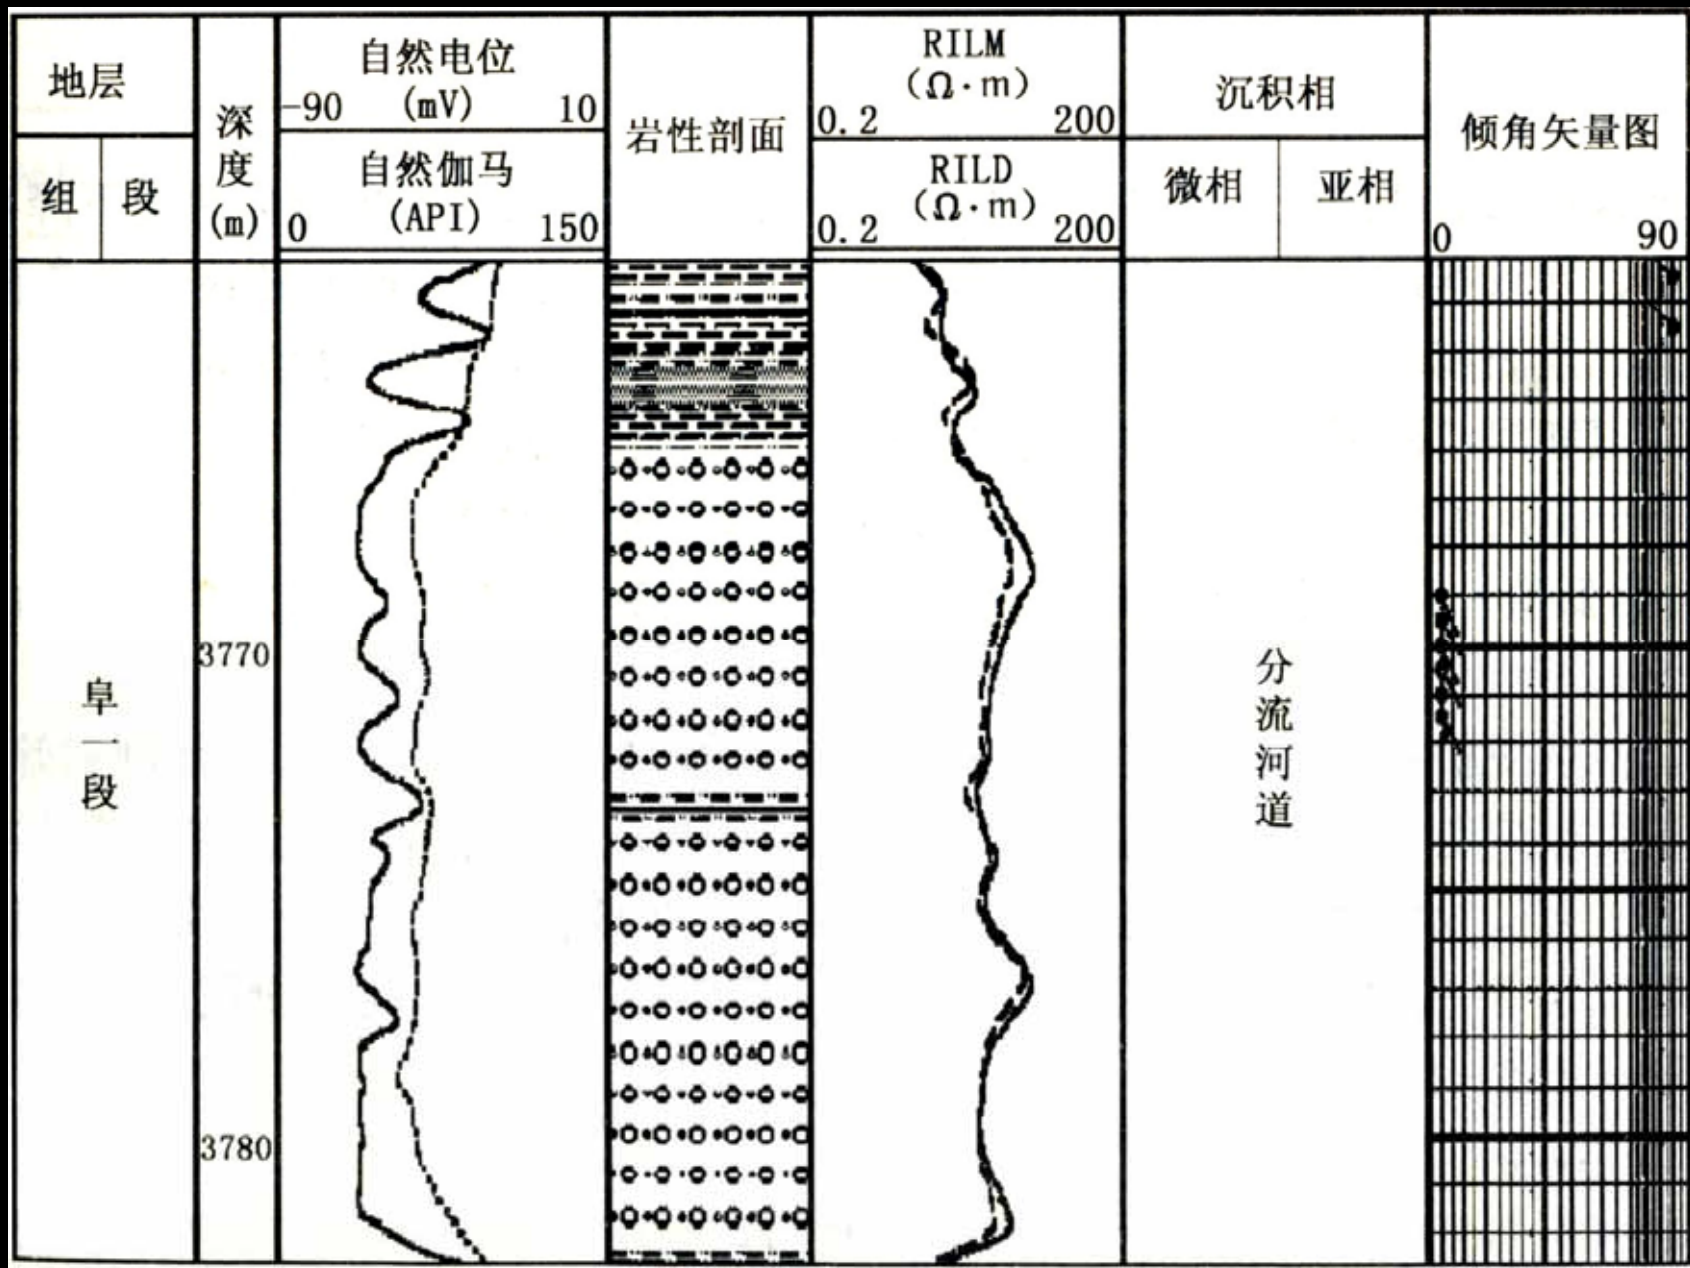 地层
组
段
深度
(m)
自然电位
(mV)
-90
10
自然伽马
(API)
0
150
岩性剖面
RILM
(Ω·m)
0.2
200
RILD
(Ω·m)
0.2
200
沉积相
微相
亚相
倾角矢量图
0
90
阜一段
3770
3780
分流河道